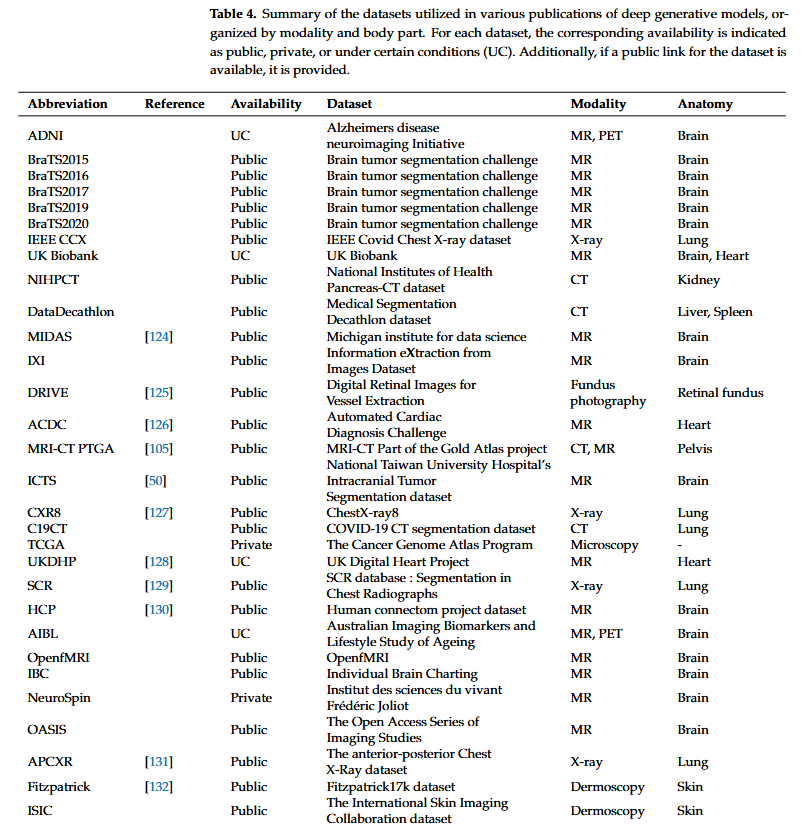 Table 4. Summary of the datasets utilized in various publications of deep generative models, or-
ganized by modality and body part. For each dataset, the corresponding availability is indicated
as public, private, or under certain conditions (UC). Additionally, if a public link for the dataset is
available, it is provided.
Abbreviation Reference Availability Dataset Modality Anatomy
ADNI UC Alzheimers disease neuroimaging Initiative MR, PET Brain
BraTS2015 Public Brain tumor segmentation challenge MR Brain
BraTS2016 Public Brain tumor segmentation challenge MR Brain
BraTS2017 Public Brain tumor segmentation challenge MR Brain
BraTS2019 Public Brain tumor segmentation challenge MR Brain
BraTS2020 Public Brain tumor segmentation challenge MR Brain
IEEE CCX Public IEEE Covid Chest X-ray dataset X-ray Lung
UK Biobank UC UK Biobank MR Brain, Heart
NIHPCT Public National Institutes of Health Pancreas-CT dataset CT Kidney
DataDecathlon Public Medical Segmentation Decathlon dataset CT Liver, Spleen
MIDAS [124] Public Michigan institute for data science MR Brain
IXI Public Information eXtraction from Images Dataset MR Brain
DRIVE [125] Public Digital Retinal Images for Vessel Extraction Fundus photography Retinal fundus
ACDC [126] Public Automated Cardiac Diagnosis Challenge MR Heart
MRI-CT PTGA [105] Public MRI-CT Part of the Gold Atlas project CT, MR Pelvis
ICTS [50] Public National Taiwan University Hospital's Intracranial Tumor Segmentation dataset MR Brain
CXR8 [127] Public ChestX-ray8 X-ray Lung
C19CT Public COVID-19 CT segmentation dataset CT Lung
TCGA Private The Cancer Genome Atlas Program Microscopy -
UKDHP [128] UC UK Digital Heart Project MR Heart
SCR [129] Public SCR database : Segmentation in Chest Radiographs X-ray Lung
HCP [130] Public Human connectom project dataset MR Brain
AIBL UC Australian Imaging Biomarkers and Lifestyle Study of Ageing MR, PET Brain
OpenfMRI Public OpenfMRI MR Brain
IBC Public Individual Brain Charting MR Brain
NeuroSpin Private Institut des sciences du vivant Frédéric Joliot MR Brain
OASIS Public The Open Access Series of Imaging Studies MR Brain
APCXR [131] Public The anterior-posterior Chest X-Ray dataset X-ray Lung
Fitzpatrick [132] Public Fitzpatrick17k dataset Dermoscopy Skin
ISIC Public The International Skin Imaging Collaboration dataset Dermoscopy Skin